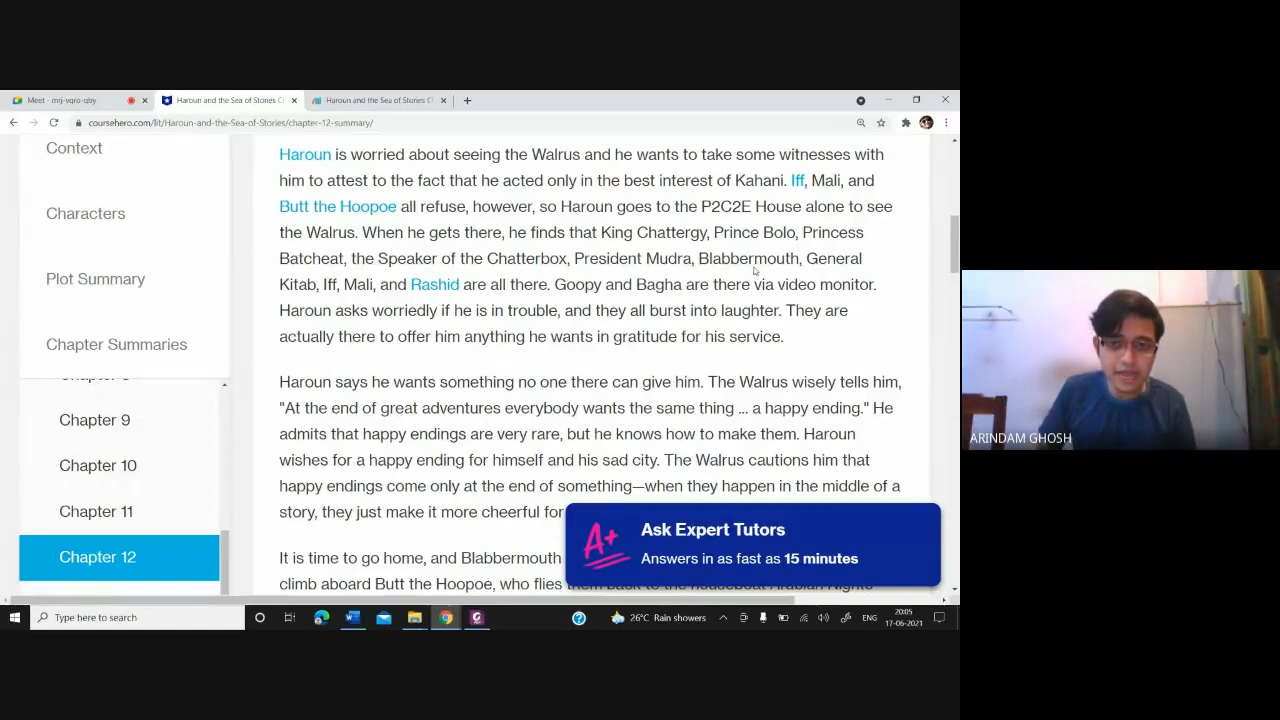 Meet - mrj-vqro-qby
Haroun and the Sea of Stories C
Haroun and the Sea of Stories C
coursehero.com/lit/Haroun-and-the-Sea-of-Stories/chapter-12-summary/
Context
Characters
Plot Summary
Chapter Summaries
Chapter 9
Chapter 10
Chapter 11
Chapter 12
Haroun is worried about seeing the Walrus and he wants to take some witnesses with
him to attest to the fact that he acted only in the best interest of Kahani. Iff, Mali, and
Butt the Hoopoe all refuse, however, so Haroun goes to the P2C2E House alone to see
the Walrus. When he gets there, he finds that King Chattergy, Prince Bolo, Princess
Batcheat, the Speaker of the Chatterbox, President Mudra, Blabbermouth, General
Kitab, Iff, Mali, and Rashid are all there. Goopy and Bagha are there via video monitor.
Haroun asks worriedly if he is in trouble, and they all burst into laughter. They are
actually there to offer him anything he wants in gratitude for his service.
Haroun says he wants something no one there can give him. The Walrus wisely tells him,
"At the end of great adventures everybody wants the same thing ... a happy ending." He
admits that happy endings are very rare, but he knows how to make them. Haroun
wishes for a happy ending for himself and his sad city. The Walrus cautions him that
happy endings come only at the end of something—when they happen in the middle of a
story, they just make it more cheerful for
It is time to go home, and Blabbermouth
climb aboard Butt the Hoopoe, who flies them back to the houseboat Arabian Nights
A+
Ask Expert Tutors
Answers in as fast as 15 minutes
ARINDAM GHOSH
Type here to search
26°C Rain showers
ENG
20:05
17-06-2021